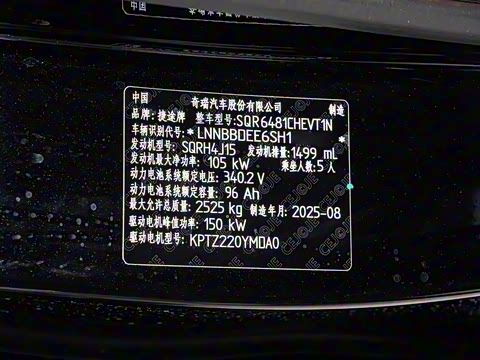 中国 奇瑞汽车股份有限公司 制造
品牌: 捷途牌 整车型号:SQR6481CHEVT1N
车辆识别代号: *LNNBBDEE6SH1 *
发动机型号: SQRH4J15 发动机排量: 1499 mL
发动机最大净功率: 105 kW 乘坐人数: 5 人
动力电池系统额定电压: 340.2 V
动力电池系统额定容量: 96 Ah
最大允许总质量: 2525 kg 制造年月: 2025-08
驱动电机峰值功率: 150 kW
驱动电机型号: KPTZ220YMDA0